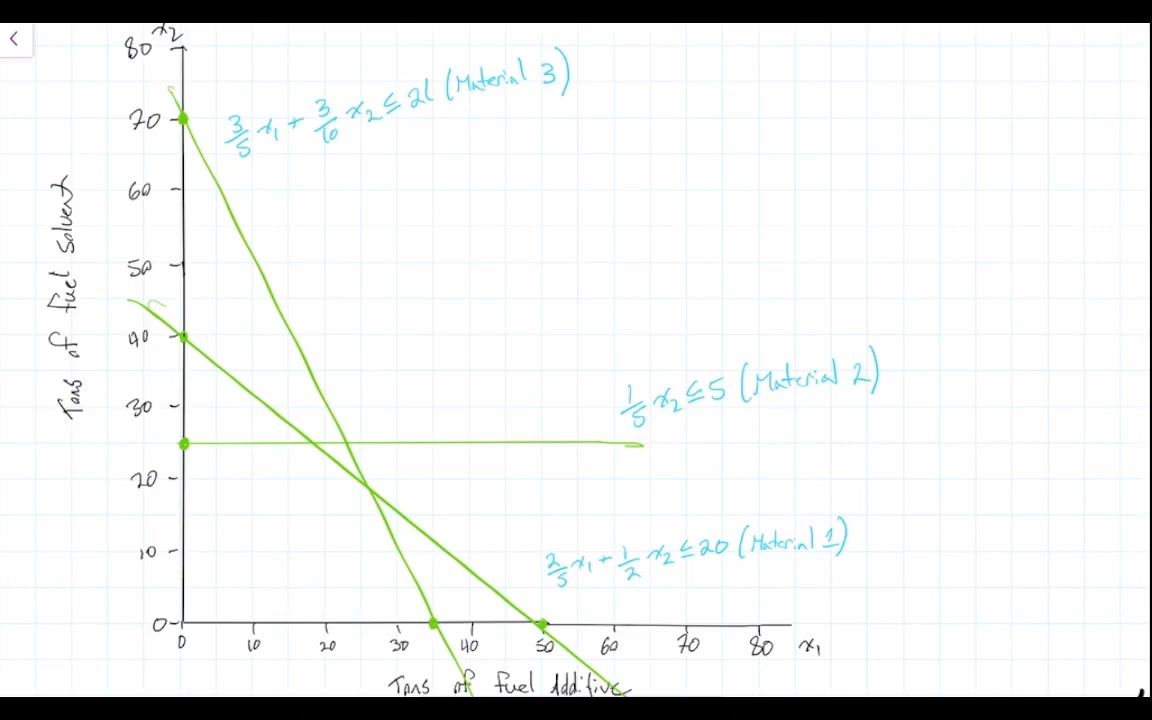 x₂
80
3/5 x₁ + 3/10 x₂ ≤ 21 (Material 3)
70
60
50
40
30
20
10
0
Tons of fuel solvent
1/5 x₂ ≤ 5 (Material 2)
2/5 x₁ + 1/2 x₂ ≤ 20 (Material 1)
0 10 20 30 40 50 60 70 80 x₁
Tons of fuel Additive